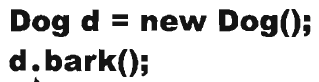 Dog d = new Dog();
d.bark();